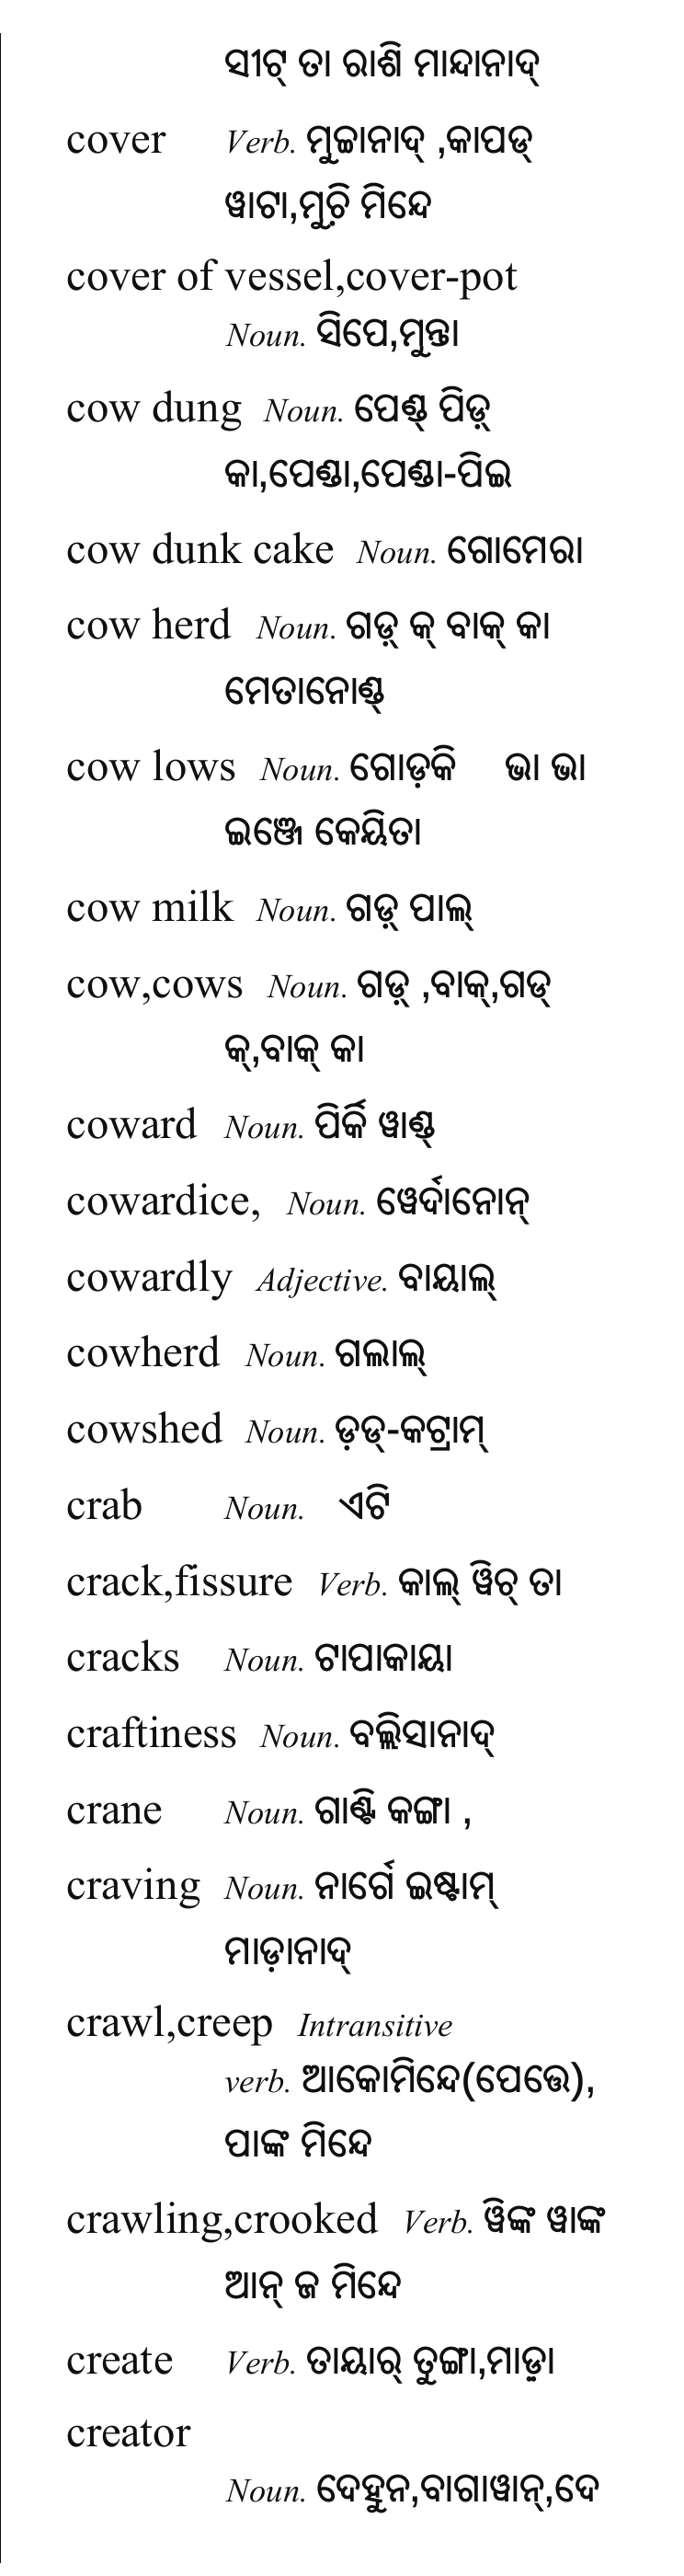 ସୀଟ୍ ତା ରାଶି ମାନ୍ଦାନାଦ୍
cover Verb. ମୁଚ୍ଚାନାଦ୍ ,କାପଡ୍
ୱାଟା,ମୁଚ଼ି ମିନ୍ଦେ
cover of vessel,cover-pot
Noun. ସିପେ,ମୁନ୍ତା
cow dung Noun. ପେଣ୍ଡ୍ ପିଡ଼୍
କା,ପେଣ୍ଡା,ପେଣ୍ଡା-ପିଇ
cow dunk cake Noun. ଗୋମେରା
cow herd Noun. ଗଡ଼୍ କ୍ ବାକ୍ କା
ମେତାନୋଣ୍ଡ୍
cow lows Noun. ଗୋଡ଼କି ଭା ଭା
ଇଞ୍ଜେ କେୟିତା
cow milk Noun. ଗଡ଼୍ ପାଲ୍
cow,cows Noun. ଗଡ଼୍ ,ବାକ୍,ଗଡ୍
କ୍,ବାକ୍ କା
coward Noun. ପିର୍କି ୱାଣ୍ଡ୍
cowardice, Noun. ୱେର୍ଦାନୋନ୍
cowardly Adjective. ବାୟାଲ୍
cowherd Noun. ଗଲାଲ୍
cowshed Noun. ଡ଼ଡ୍-କଟ୍ରାମ୍
crab Noun. ଏଟି
crack,fissure Verb. କାଲ୍ ୱିଚ୍ ତା
cracks Noun. ଟାପାକାୟା
craftiness Noun. ବଲ୍ଲିସାନାଦ୍
crane Noun. ଗାଣ୍ଟି କଙ୍ଗା ,
craving Noun. ନାର୍ଗେ ଇଷ୍ଟାମ୍
ମାଡ଼ାନାଦ୍
crawl,creep Intransitive
verb. ଆକୋମିନ୍ଦେ(ପେତ୍ତେ),
ପାଙ୍କ ମିନ୍ଦେ
crawling,crooked Verb. ୱିଙ୍କ ୱାଙ୍କ
ଆନ୍ ଜ ମିନ୍ଦେ
create Verb. ତାୟାର୍ ତୁଙ୍ଗା,ମାଡ଼ା
creator
Noun. ଦେହୁନ,ବାଗାୱାନ୍,ଦେ